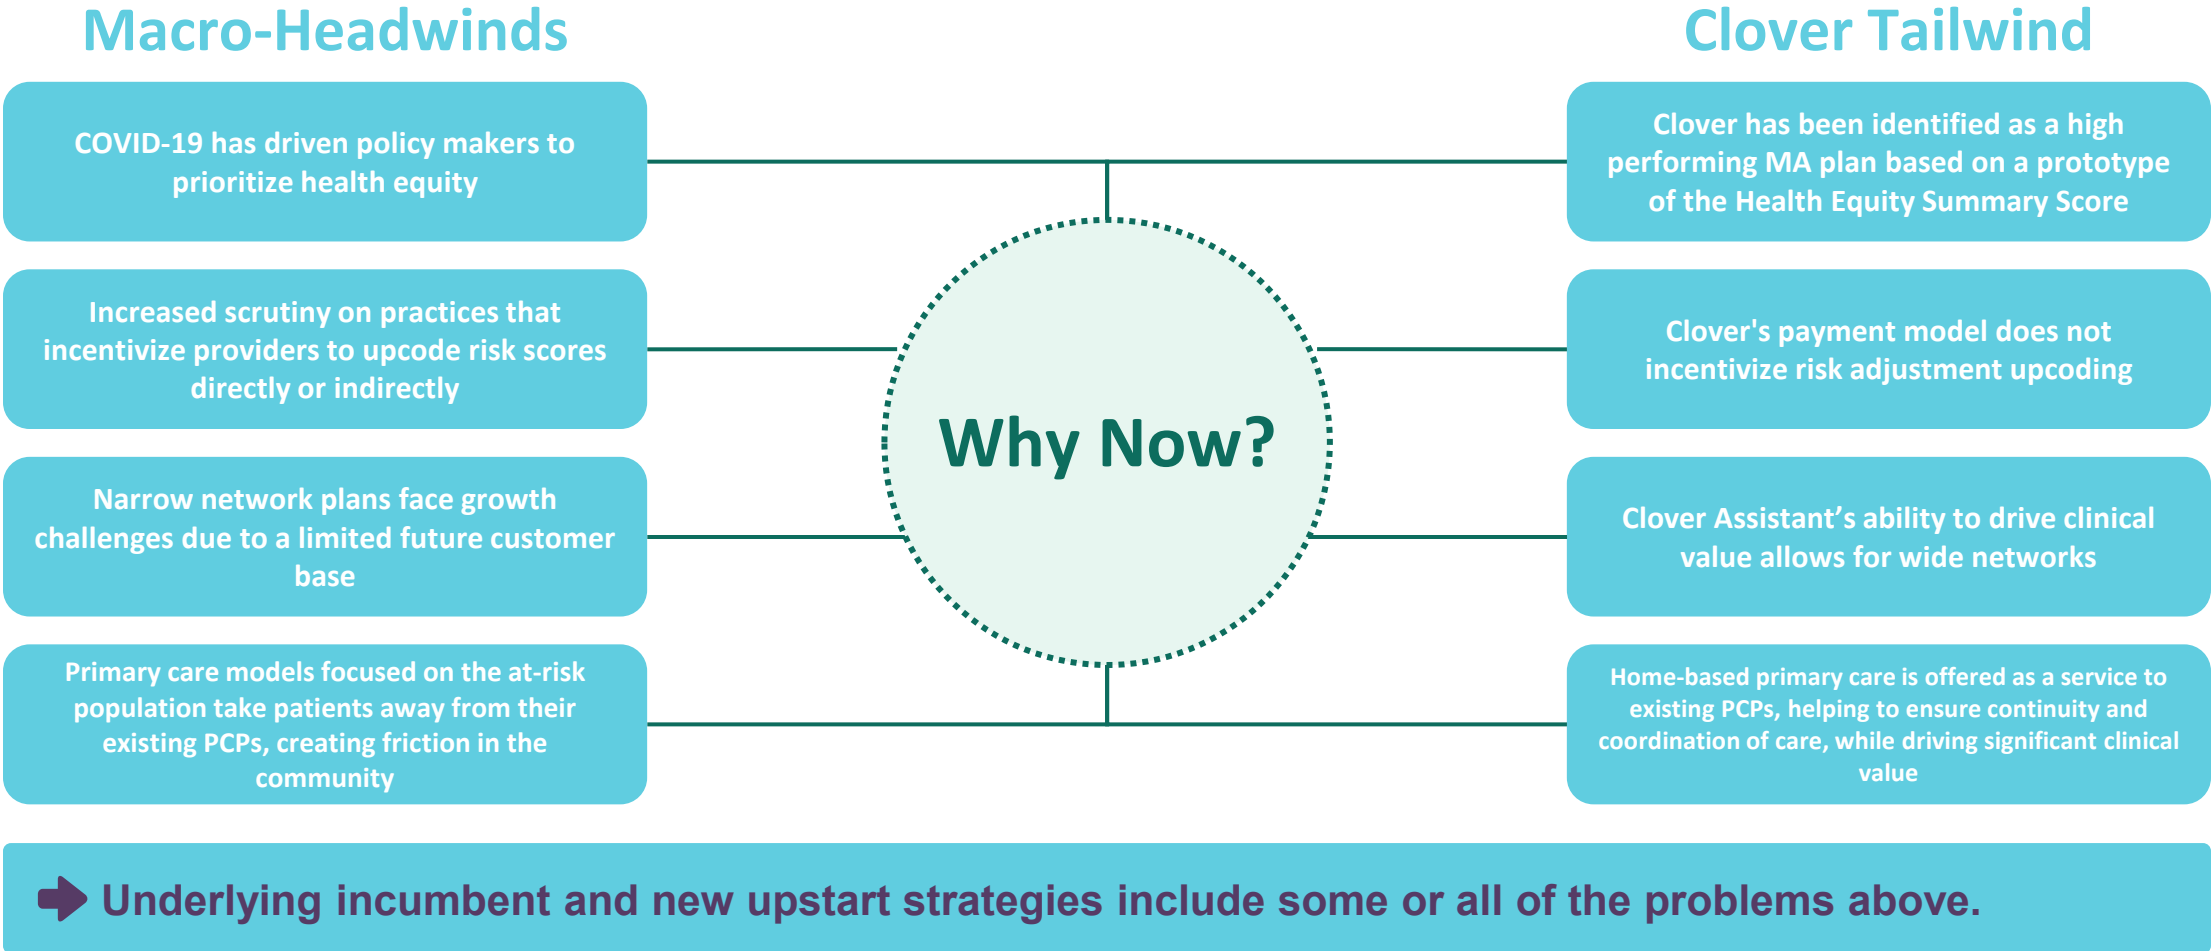 Macro-Headwinds
COVID-19 has driven policy makers to
prioritize health equity
Increased scrutiny on practices that
incentivize providers to upcode risk scores
directly or indirectly
Narrow network plans face growth
challenges due to a limited future customer
base
Primary care models focused on the at-risk
population take patients away from their
existing PCPs, creating friction in the
community
Why Now?
Clover Tailwind
Clover has been identified as a high
performing MA plan based on a prototype
of the Health Equity Summary Score
Clover's payment model does not
incentivize risk adjustment upcoding
Clover Assistant’s ability to drive clinical
value allows for wide networks
Home-based primary care is offered as a service to
existing PCPs, helping to ensure continuity and
coordination of care, while driving significant clinical
value
Underlying incumbent and new upstart strategies include some or all of the problems above.